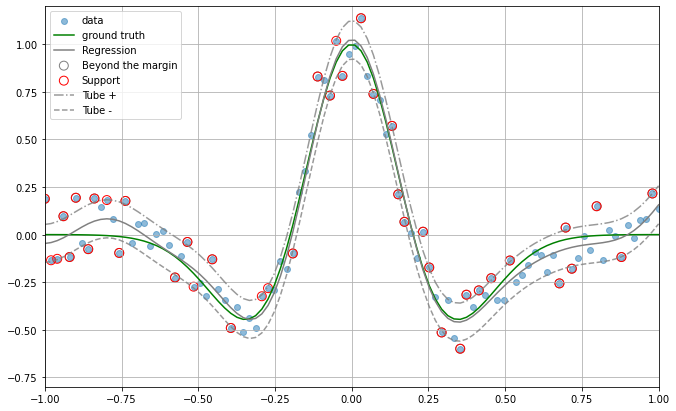 data
ground truth
Regression
Beyond the margin
Support
Tube +
Tube -
1.00
0.75
0.50
0.25
0.00
−0.25
−0.50
−0.75
−1.00 −0.75 −0.50 −0.25 0.00 0.25 0.50 0.75 1.00